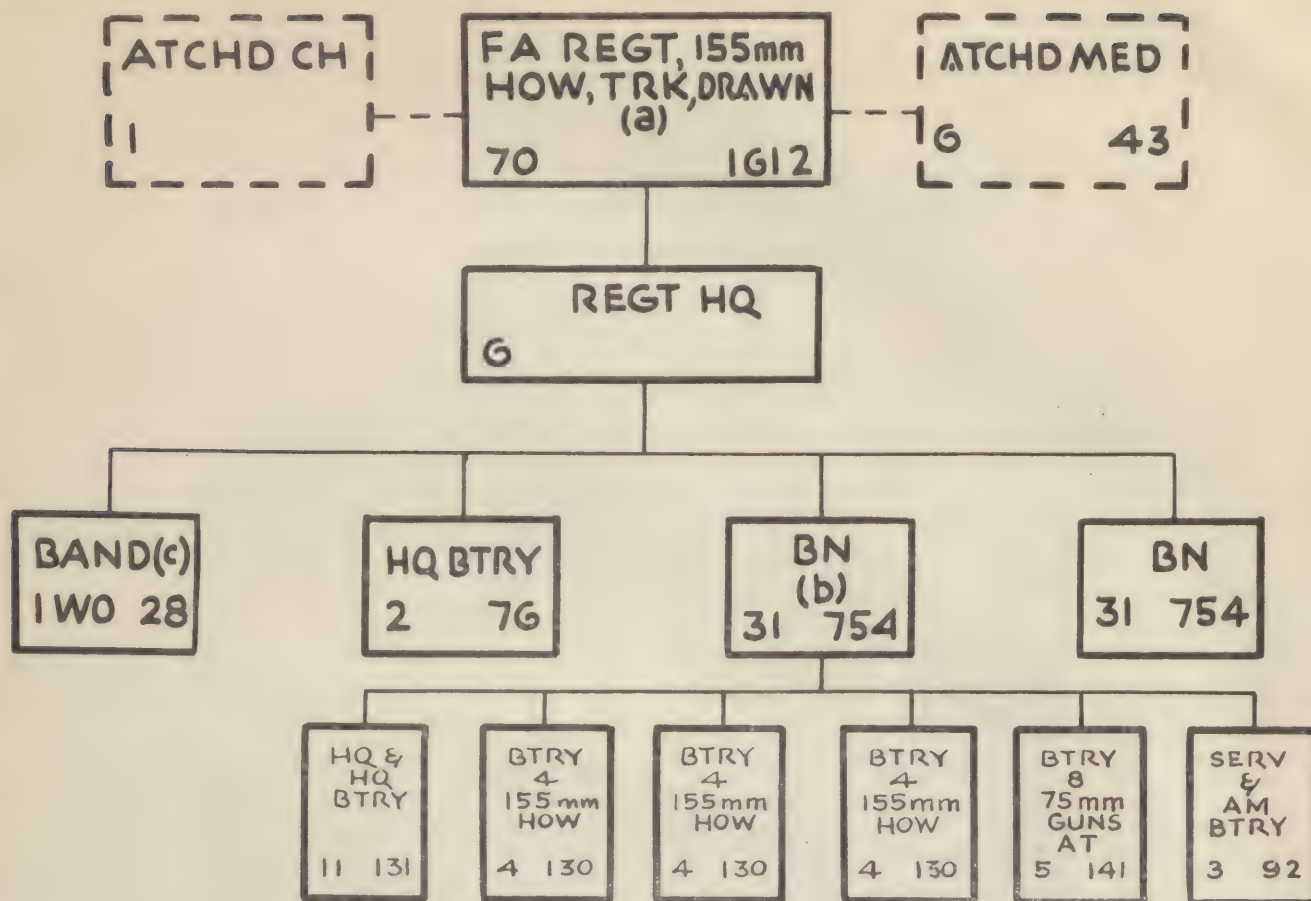 ATCHD CH
1
FA REGT, 155mm
HOW, TRK, DRAWN
(a)
70 1612
ATCHD MED
6 43
REGT HQ
6
BAND(c)
1WO 28
HQ BTRY
2 76
BN
(b)
31 754
BN
31 754
HQ &
HQ
BTRY
11 131
BTRY
4
155mm
HOW
4 130
BTRY
4
155mm
HOW
4 130
BTRY
4
155mm
HOW
4 130
BTRY
8
75mm
GUNS
AT
5 141
SERV
&
AM
BTRY
3 92